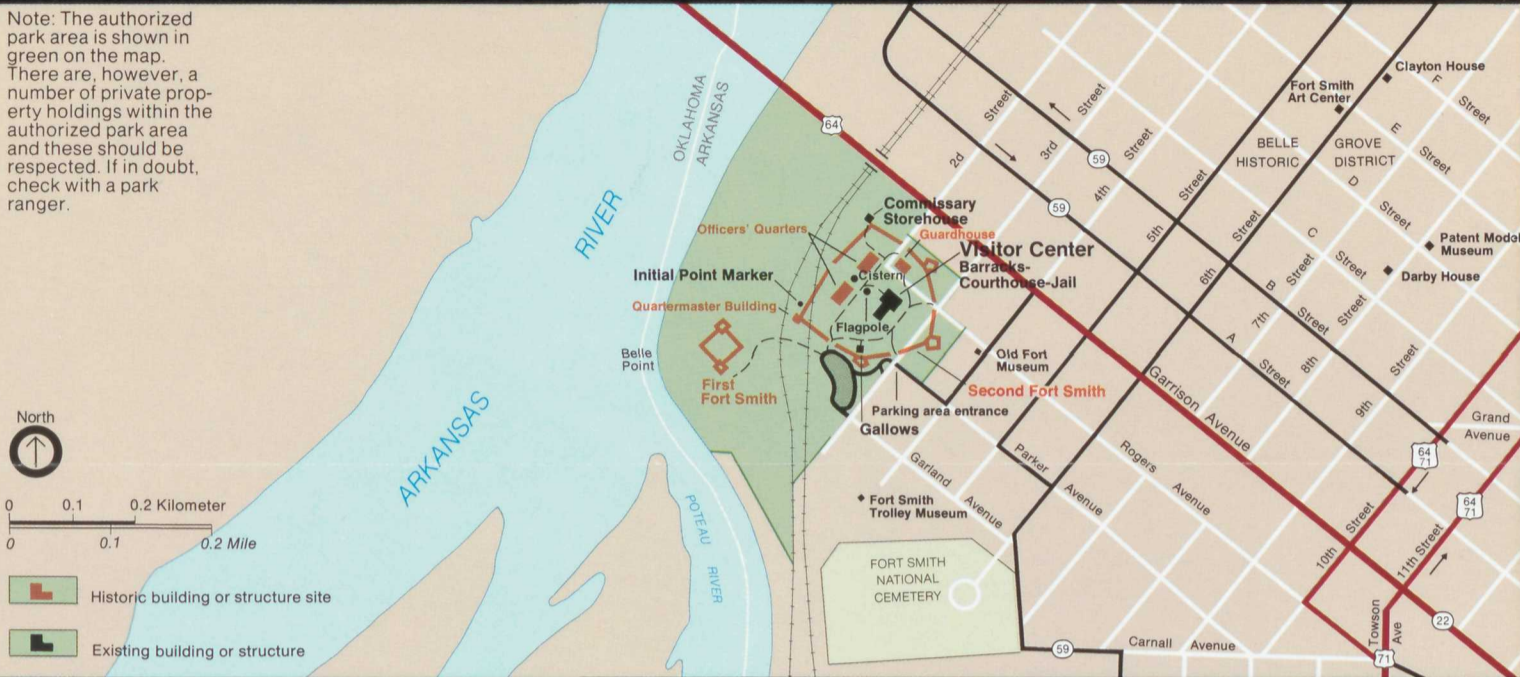 Note: The authorized
park area is shown in
green on the map.
There are, however, a
number of private prop-
erty holdings within the
authorized park area
and these should be
respected. If in doubt,
check with a park
ranger.
OKLAHOMA
ARKANSAS
ARKANSAS RIVER
POTEAU RIVER
Belle
Point
64
59
59
2d Street
3rd Street
4th Street
5th Street
6th Street
7th Street
8th Street
9th Street
10th Street
11th Street
A Street
B Street
C Street
D Street
E Street
F Street
Clayton House
Fort Smith
Art Center
BELLE GROVE
HISTORIC DISTRICT
Patent Model
Museum
Darby House
Commissary
Storehouse
Officers' Quarters
Guardhouse
Visitor Center
Barracks-
Courthouse-Jail
Cistern
Initial Point Marker
Quartermaster Building
Flagpole
First
Fort Smith
Second Fort Smith
Old Fort
Museum
Parking area entrance
Gallows
Garrison Avenue
Rogers Avenue
Parker Avenue
Garland Avenue
Grand
Avenue
64
71
64
71
Fort Smith
Trolley Museum
FORT SMITH
NATIONAL
CEMETERY
59
Carnall Avenue
Towson
Ave
71
22
North
0 0.1 0.2 Kilometer
0 0.1 0.2 Mile
Historic building or structure site
Existing building or structure